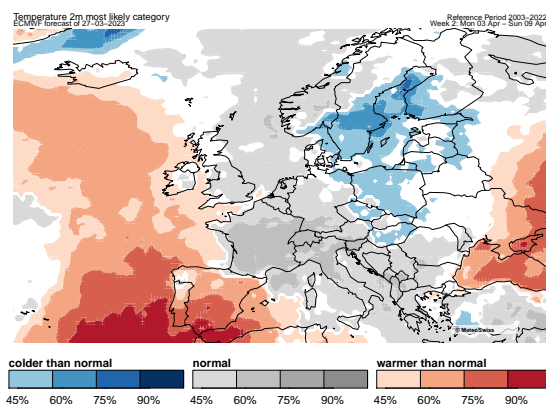 Temperature 2m most likely category
ECMWF forecast of 27-03-2023
Reference Period 2003-2022
Week 2: Mon 03 Apr – Sun 09 Apr
© MeteoSwiss
colder than normal
normal
warmer than normal
45% 60% 75% 90%
45% 60% 75% 90%
45% 60% 75% 90%